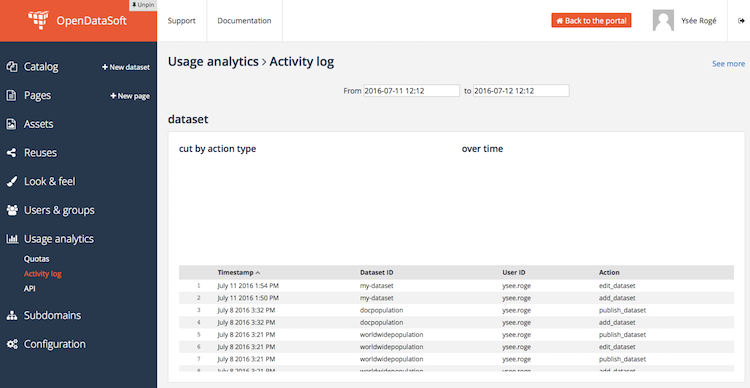 Unpin
OpenDataSoft
Support
Documentation
Back to the portal
Ysée Rogé
Catalog
+ New dataset
Pages
+ New page
Assets
Reuses
Look & feel
Users & groups
Usage analytics
Quotas
Activity log
API
Subdomains
Configuration
Usage analytics > Activity log
See more
From 2016-07-11 12:12 to 2016-07-12 12:12
dataset
cut by action type
over time
Timestamp Dataset ID User ID Action
1 July 11 2016 1:54 PM my-dataset ysee.roge edit_dataset
2 July 11 2016 1:50 PM my-dataset ysee.roge add_dataset
3 July 8 2016 3:32 PM docpopulation ysee.roge publish_dataset
4 July 8 2016 3:32 PM docpopulation ysee.roge add_dataset
5 July 8 2016 3:21 PM worldwidepopulation ysee.roge publish_dataset
6 July 8 2016 3:21 PM worldwidepopulation ysee.roge edit_dataset
7 July 8 2016 3:21 PM worldwidepopulation ysee.roge publish_dataset
8 July 8 2016 3:21 PM worldwidepopulation ysee.roge add_dataset